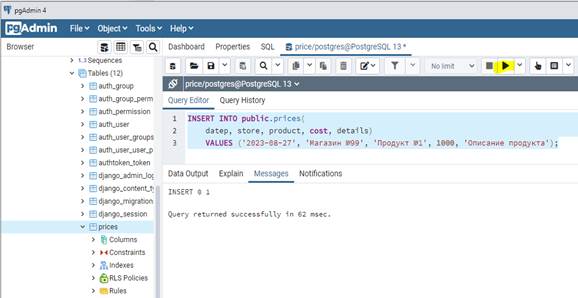 pgAdmin 4
pgAdmin File Object Tools Help
Browser Dashboard Properties SQL price/postgres@PostgreSQL 13 *
1.3 Sequences
Tables (12)
auth_group
auth_group_perm
auth_permission
auth_user
auth_user_groups
auth_user_user_p
authtoken_token
django_admin_log
django_content_t
django_migration
django_session
prices
Columns
Constraints
Indexes
RLS Policies
Rules
No limit
price/postgres@PostgreSQL 13
Query Editor Query History
1 INSERT INTO public.prices(
2 datep, store, product, cost, details)
3 VALUES ('2023-08-27', 'Магазин №99', 'Продукт №1', 1000, 'Описание продукта');
Data Output Explain Messages Notifications
INSERT 0 1
Query returned successfully in 62 msec.